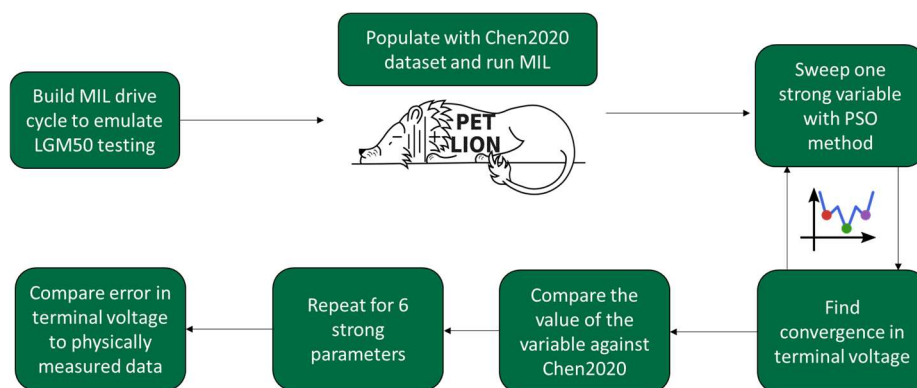 Build MIL drive
cycle to emulate
LGM50 testing
Populate with Chen2020
dataset and run MIL
PET
LION
Sweep one
strong variable
with PSO
method
Find
convergence in
terminal voltage
Compare the
value of the
variable against
Chen2020
Repeat for 6
strong
parameters
Compare error in
terminal voltage
to physically
measured data